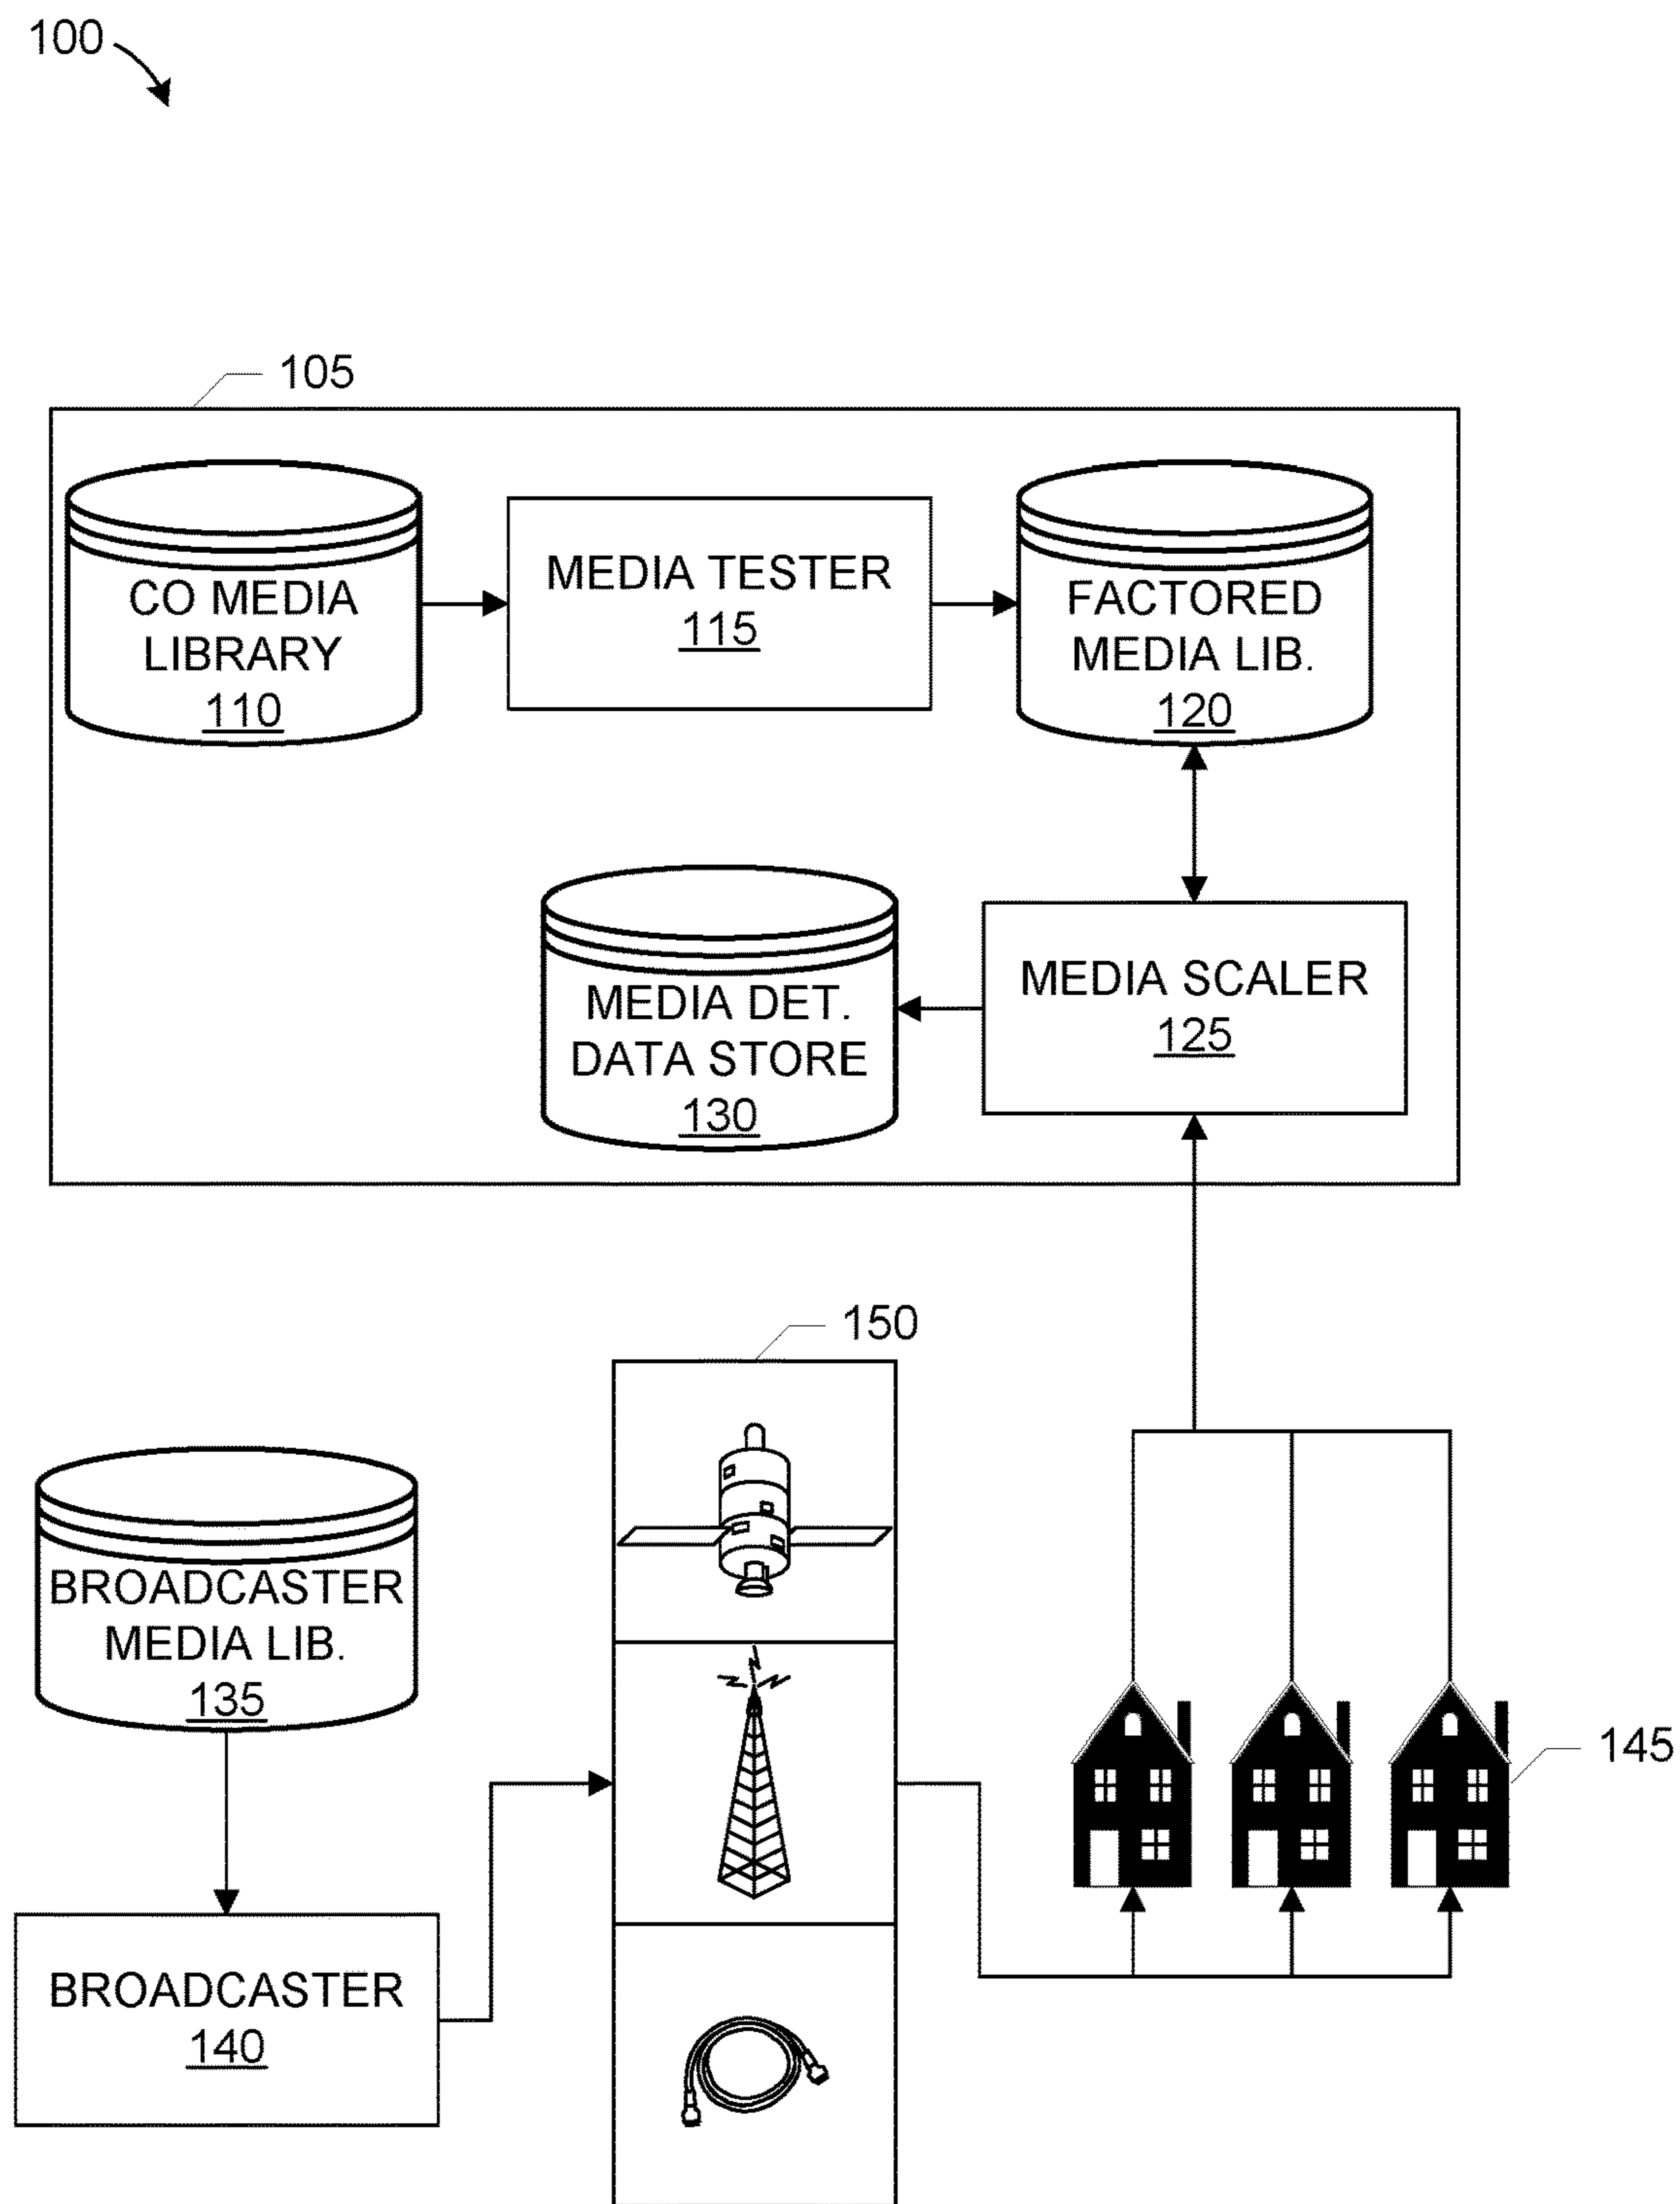 100
105
CO MEDIA
LIBRARY
110
MEDIA TESTER
115
FACTORED
MEDIA LIB.
120
MEDIA DET.
DATA STORE
130
MEDIA SCALER
125
150
BROADCASTER
MEDIA LIB.
135
145
BROADCASTER
140